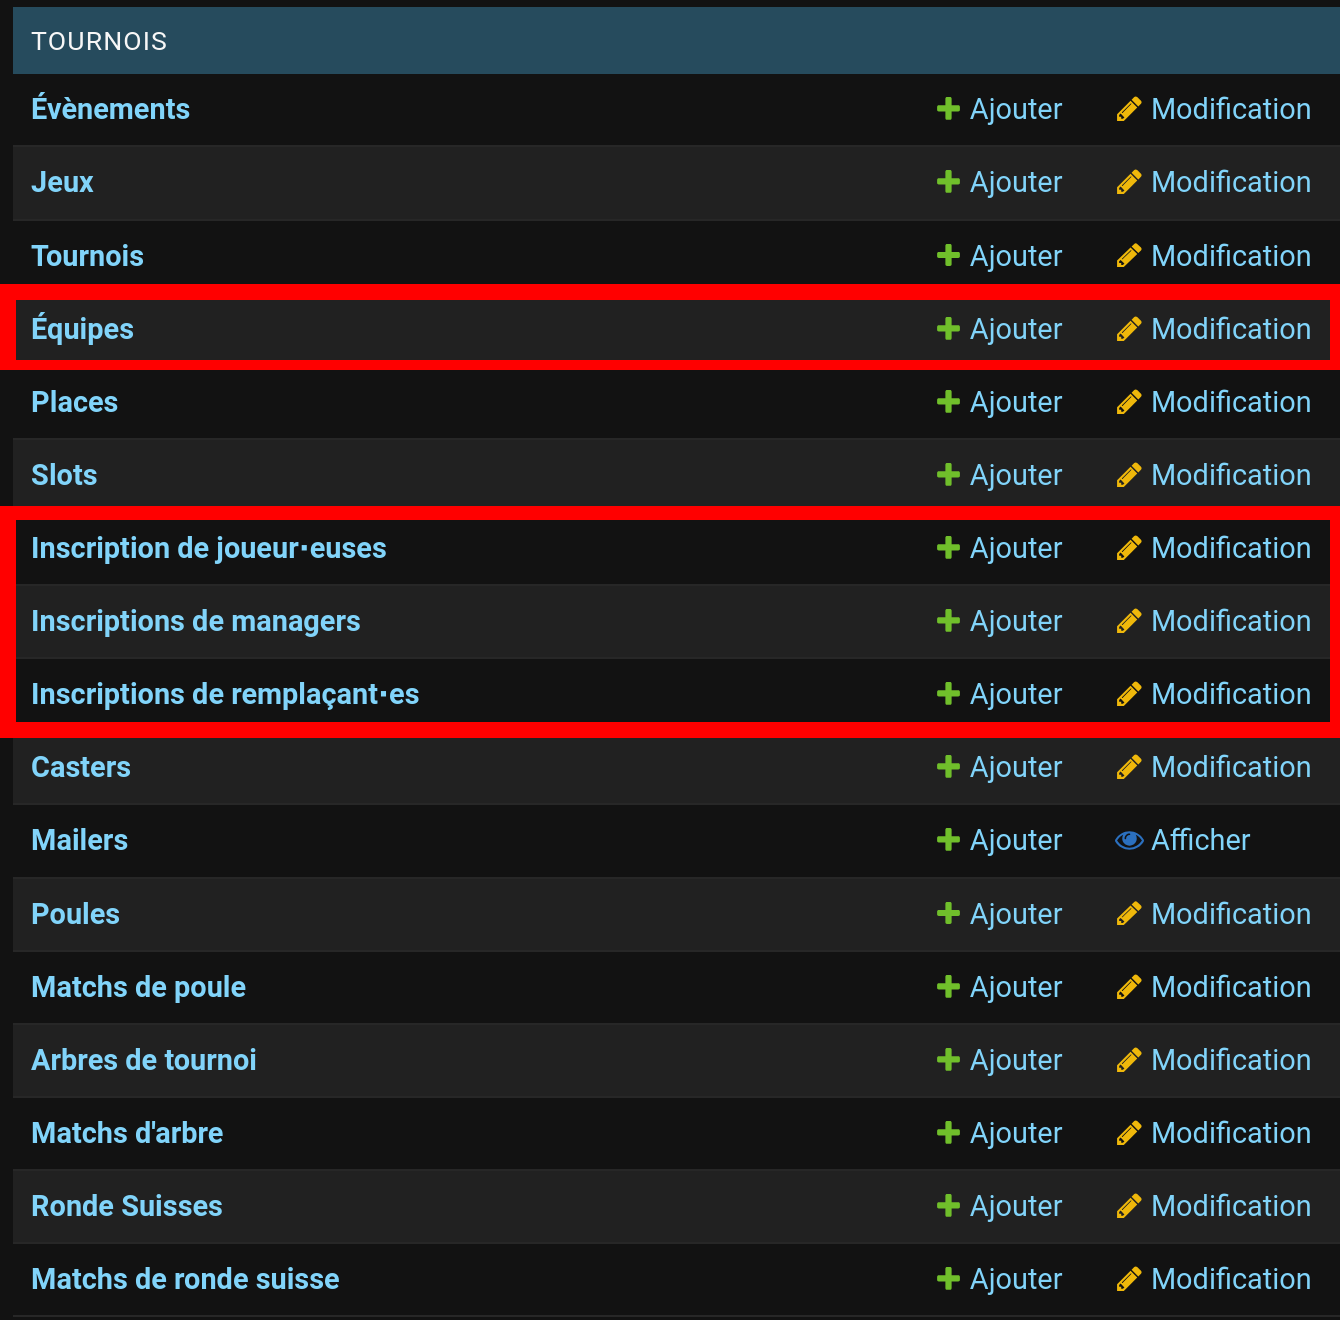 TOURNOIS
Évènements Ajouter Modification
Jeux Ajouter Modification
Tournois Ajouter Modification
Équipes Ajouter Modification
Places Ajouter Modification
Slots Ajouter Modification
Inscription de joueur·euses Ajouter Modification
Inscriptions de managers Ajouter Modification
Inscriptions de remplaçant·es Ajouter Modification
Casters Ajouter Modification
Mailers Ajouter Afficher
Poules Ajouter Modification
Matchs de poule Ajouter Modification
Arbres de tournoi Ajouter Modification
Matchs d'arbre Ajouter Modification
Ronde Suisses Ajouter Modification
Matchs de ronde suisse Ajouter Modification